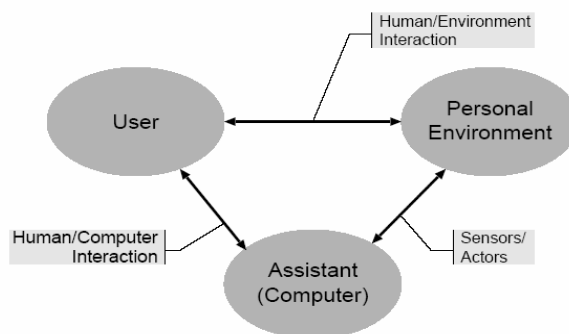 Human/Environment
Interaction
User
Personal
Environment
Human/Computer
Interaction
Sensors/
Actors
Assistant
(Computer)